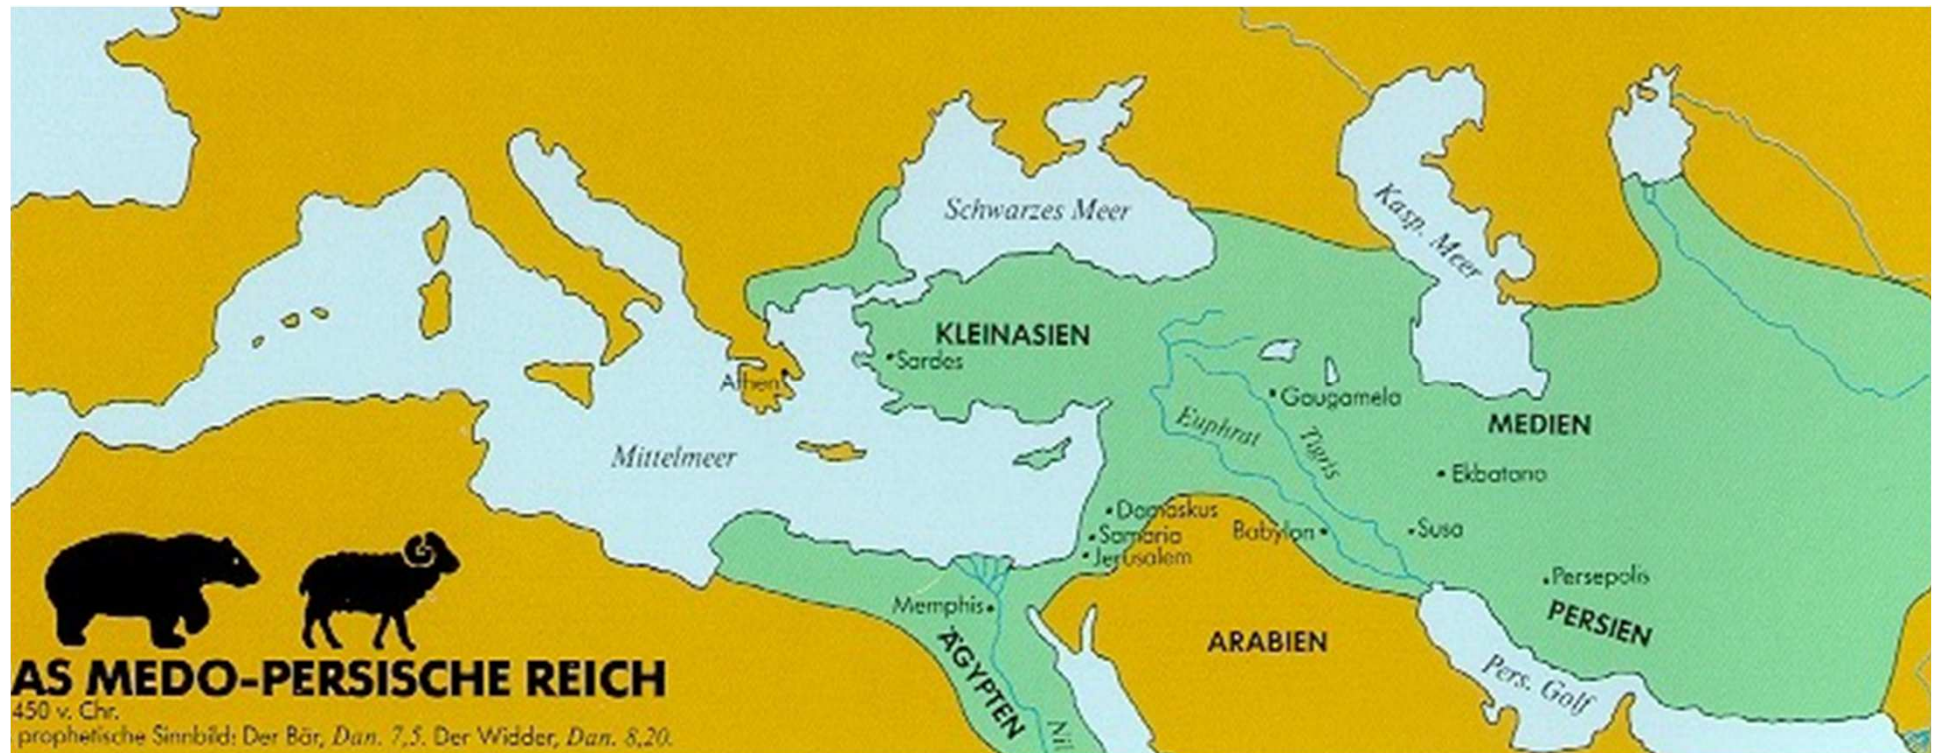 Schwarzes Meer
Kasp. Meer
KLEINASIEN
Sardes
Athen
Gaugamela
MEDIEN
Euphrat
Tigris
Mittelmeer
Ekbatana
Damaskus
Samaria
Babylon
Susa
Jerusalem
Persepolis
Memphis
PERSIEN
ÄGYPTEN
ARABIEN
Pers. Golf
Nil
AS MEDO-PERSISCHE REICH
450 v. Chr.
prophetische Sinnbild: Der Bär, Dan. 7,5. Der Widder, Dan. 8,20.